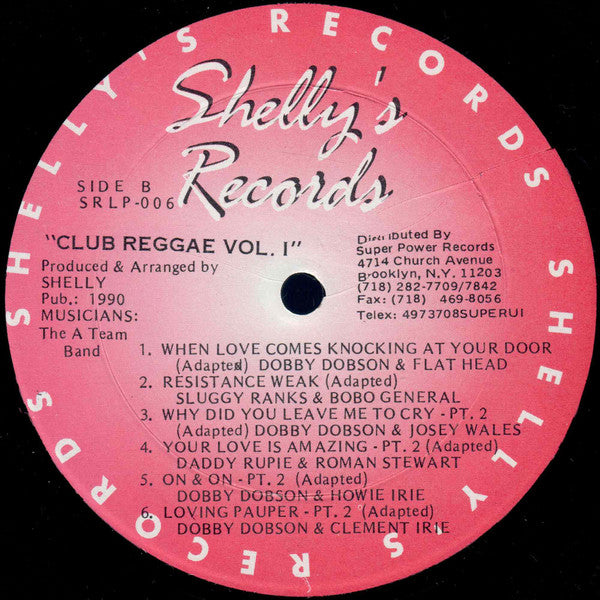 SHELLY'S RECORDS SHELLY'S RECORDS
Shelly's
Records
SIDE B
SRLP-006
"CLUB REGGAE VOL. I"
Produced & Arranged by
SHELLY
Pub.: 1990
MUSICIANS:
The A Team
Band
Distributed By
Super Power Records
4714 Church Avenue
Brooklyn, N.Y. 11203
(718) 282-7709/7842
Fax: (718) 469-8056
Telex: 4973708SUPERUI
1. WHEN LOVE COMES KNOCKING AT YOUR DOOR
(Adapted) DOBBY DOBSON & FLAT HEAD
2. RESISTANCE WEAK (Adapted)
SLUGGY RANKS & BOBO GENERAL
3. WHY DID YOU LEAVE ME TO CRY - PT. 2
(Adapted) DOBBY DOBSON & JOSEY WALES
4. YOUR LOVE IS AMAZING - PT. 2 (Adapted)
DADDY RUPIE & ROMAN STEWART
5. ON & ON - PT. 2 (Adapted)
DOBBY DOBSON & HOWIE IRIE
6. LOVING PAUPER - PT. 2 (Adapted)
DOBBY DOBSON & CLEMENT IRIE